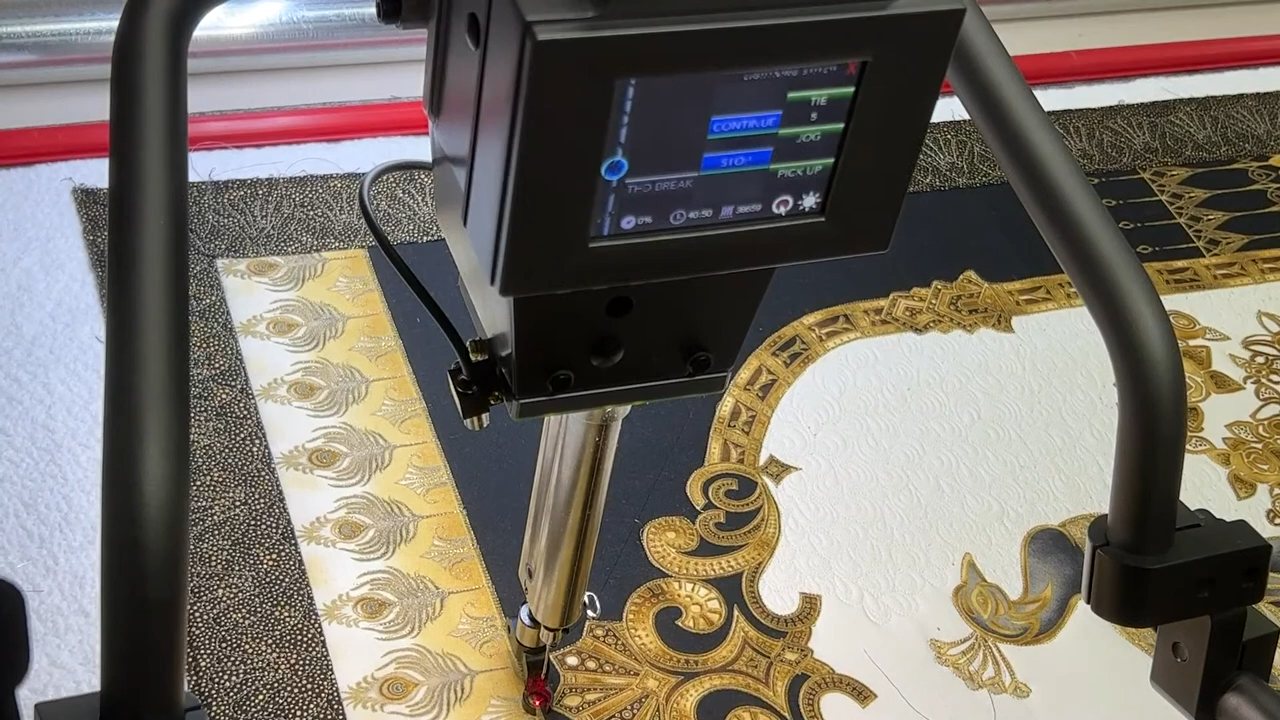 TIE
5
CONTINUE
JOG
STOP
PICK UP
THD BREAK
0%
40:50
38659